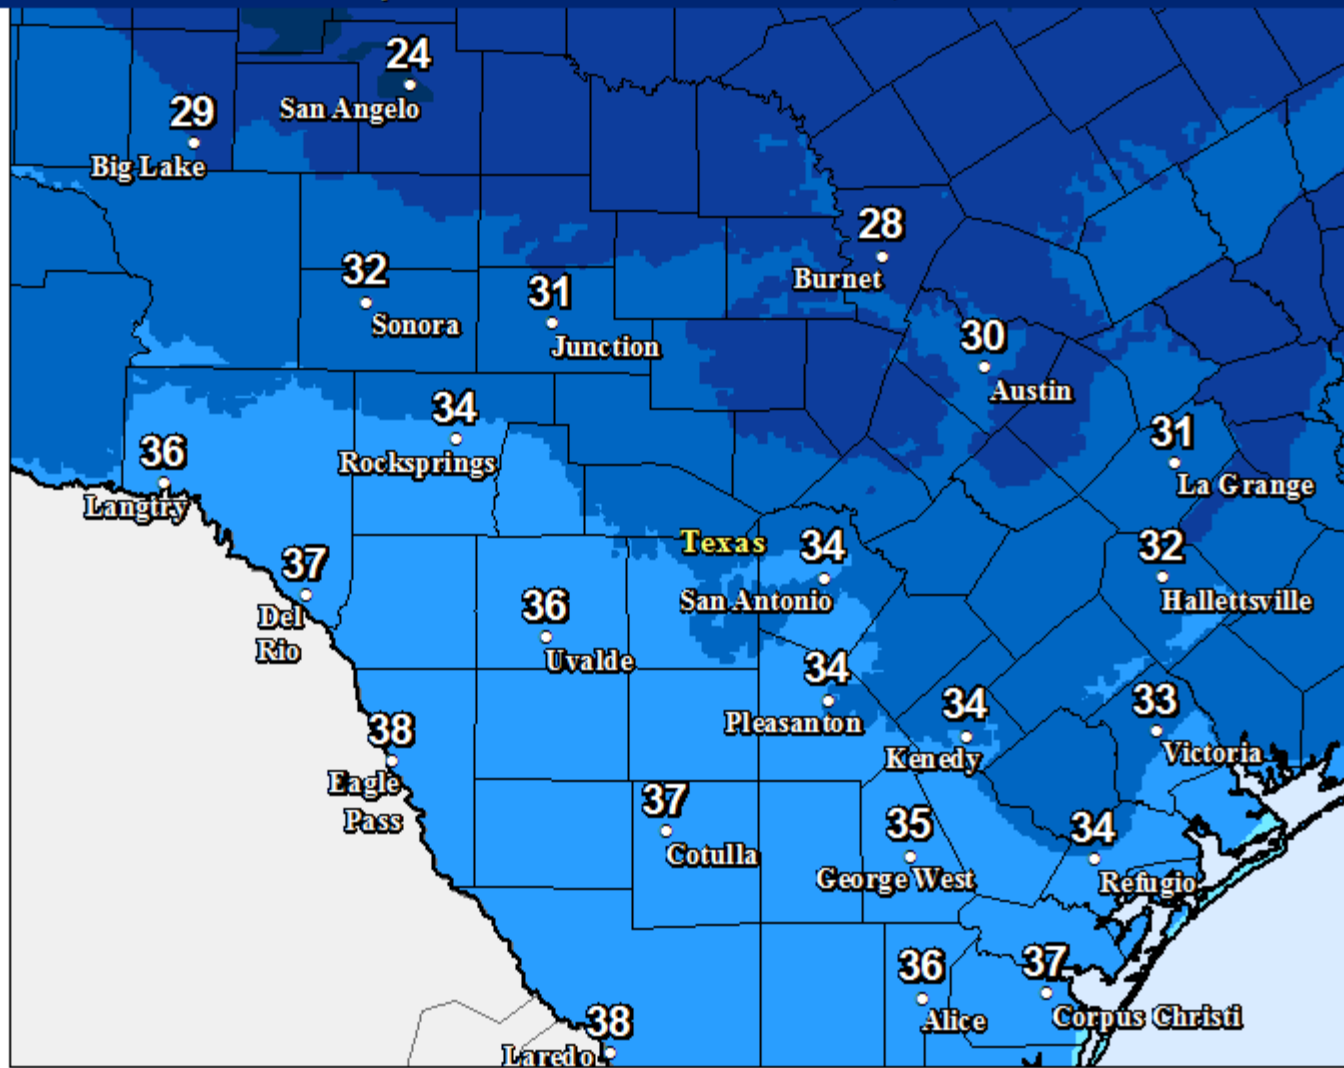 24
San Angelo
29
Big Lake
28
Burnet
32
Sonora
31
Junction
30
Austin
34
Rocksprings
31
La Grange
36
Langtry
Texas
34
San Antonio
32
Hallettsville
37
Del
Rio
36
Uvalde
34
Pleasanton
34
Kenedy
33
Victoria
38
Eagle
Pass
37
Cotulla
35
George West
34
Refugio
36
Alice
37
Corpus Christi
38
Laredo